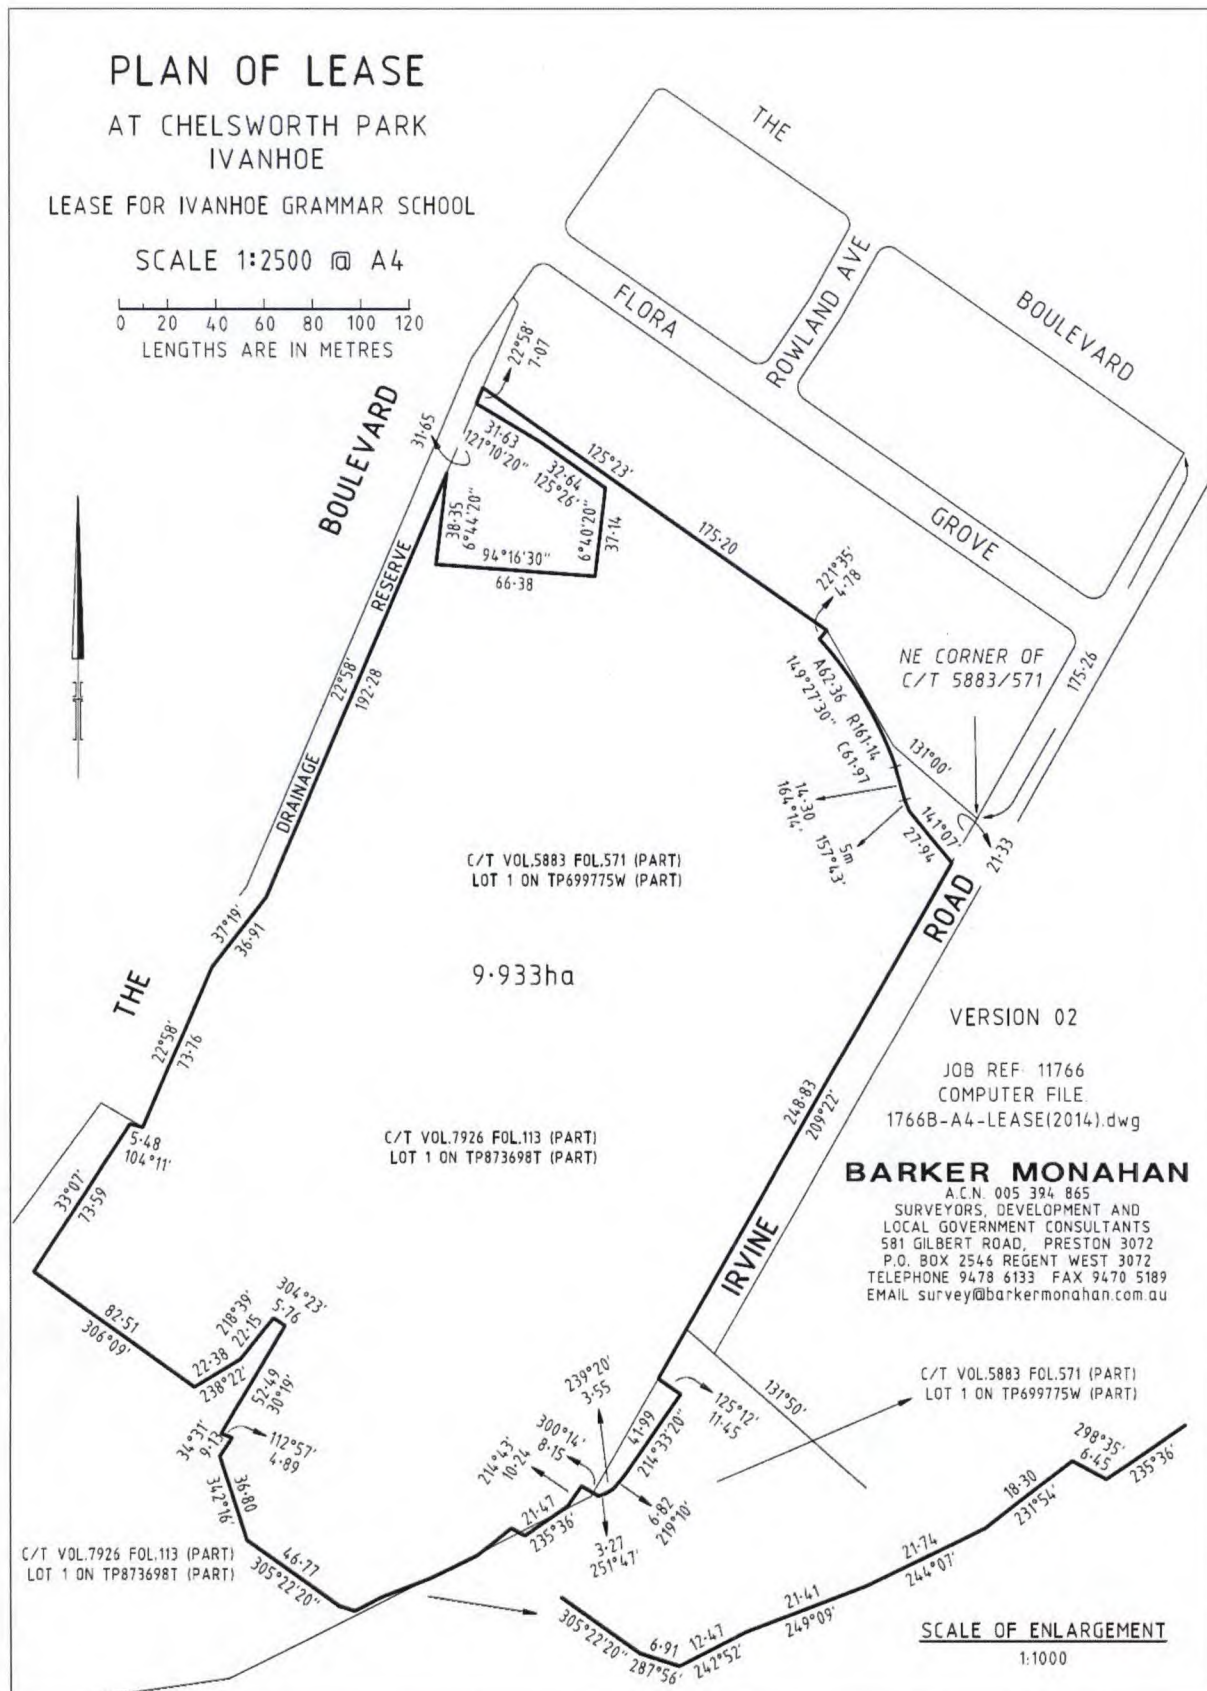 PLAN OF LEASE
AT CHELSWORTH PARK
IVANHOE
LEASE FOR IVANHOE GRAMMAR SCHOOL
SCALE 1:2500 @ A4
0 20 40 60 80 100 120
LENGTHS ARE IN METRES
THE
BOULEVARD
ROWLAND AVE
FLORA
GROVE
THE
BOULEVARD
DRAINAGE
RESERVE
22°58'
7·07
31·65
31·63
121°10'20"
32·64
125°26'
125°23'
175·20
38·35
6°44'20"
6°40'20"
37·14
94°16'30"
66·38
22°58'
192·28
221°35'
4·78
NE CORNER OF
C/T 5883/571
175·26
A62·36 R161·14
149°27'30" C61·97
131°00'
14·30
164°14'
5m
157°43'
141°07'
27·94
21·33
C/T VOL.5883 FOL.571 (PART)
LOT 1 ON TP699775W (PART)
37°19'
36·91
9·933ha
ROAD
IRVINE
22°58'
73·76
248·83
209°22'
VERSION 02
JOB REF 11766
COMPUTER FILE.
1766B-A4-LEASE(2014).dwg
C/T VOL.7926 FOL.113 (PART)
LOT 1 ON TP873698T (PART)
BARKER MONAHAN
A.C.N. 005 394 865
SURVEYORS, DEVELOPMENT AND
LOCAL GOVERNMENT CONSULTANTS
581 GILBERT ROAD, PRESTON 3072
P.O. BOX 2546 REGENT WEST 3072
TELEPHONE 9478 6133 FAX 9470 5189
EMAIL survey@barkermonahan.com.au
5·48
104°11'
33°07'
73·59
82·51
306°09'
218°39'
22·15
304°23'
5·76
22·38
238°22'
52·49
30°19'
34°31'
9·13
112°57'
4·89
36·80
342°16'
46·77
305°22'20"
C/T VOL.7926 FOL.113 (PART)
LOT 1 ON TP873698T (PART)
239°20'
3·55
300°14'
8·15
214°43'
10·24
21·47
235°36'
41·99
214°33'20"
125°12'
11·45
131°50'
6·82
219°10'
3·27
251°47'
C/T VOL.5883 FOL.571 (PART)
LOT 1 ON TP699775W (PART)
298°35'
6·45
235°36'
18·30
231°54'
21·74
244°07'
21·41
249°09'
12·47
242°52'
6·91
287°56'
305°22'20"
SCALE OF ENLARGEMENT
1:1000